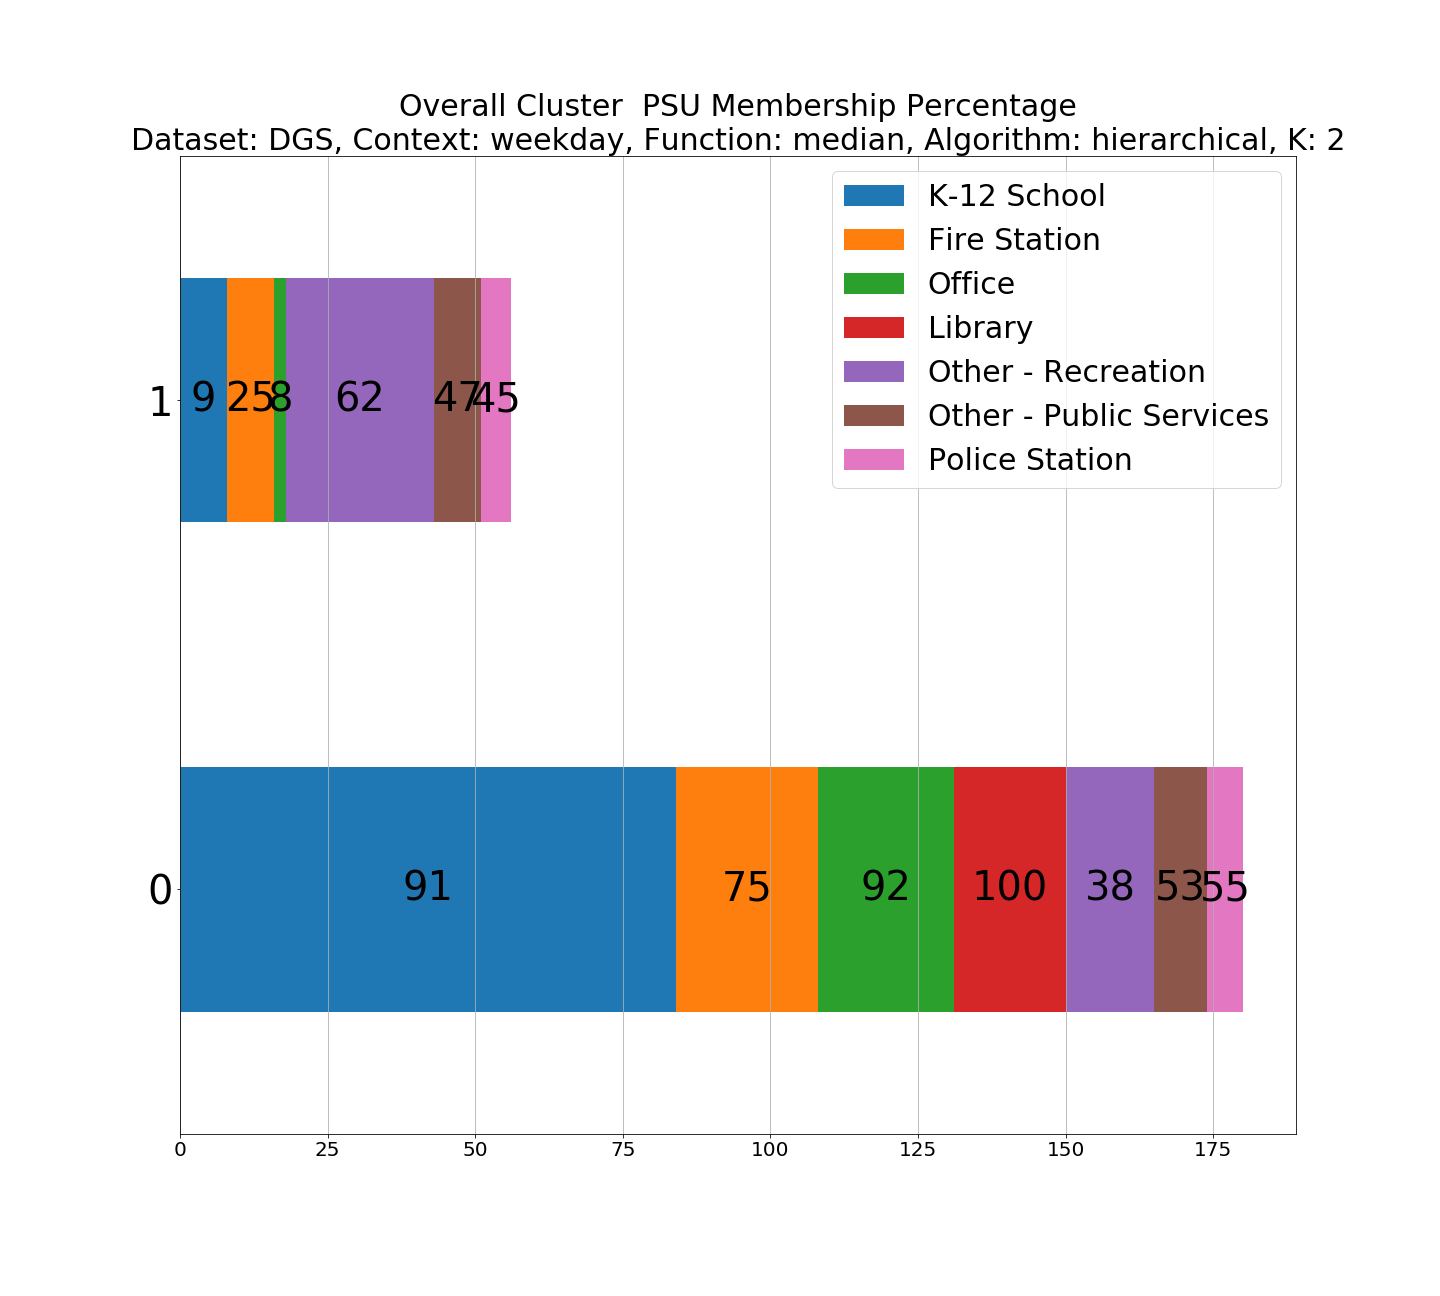 Overall Cluster  PSU Membership Percentage
Dataset: DGS, Context: weekday, Function: median, Algorithm: hierarchical, K: 2
K-12 School
Fire Station
Office
Library
Other - Recreation
Other - Public Services
Police Station
1 9 25 8 62 47 45
0 91 75 92 100 38 53 55
0 25 50 75 100 125 150 175